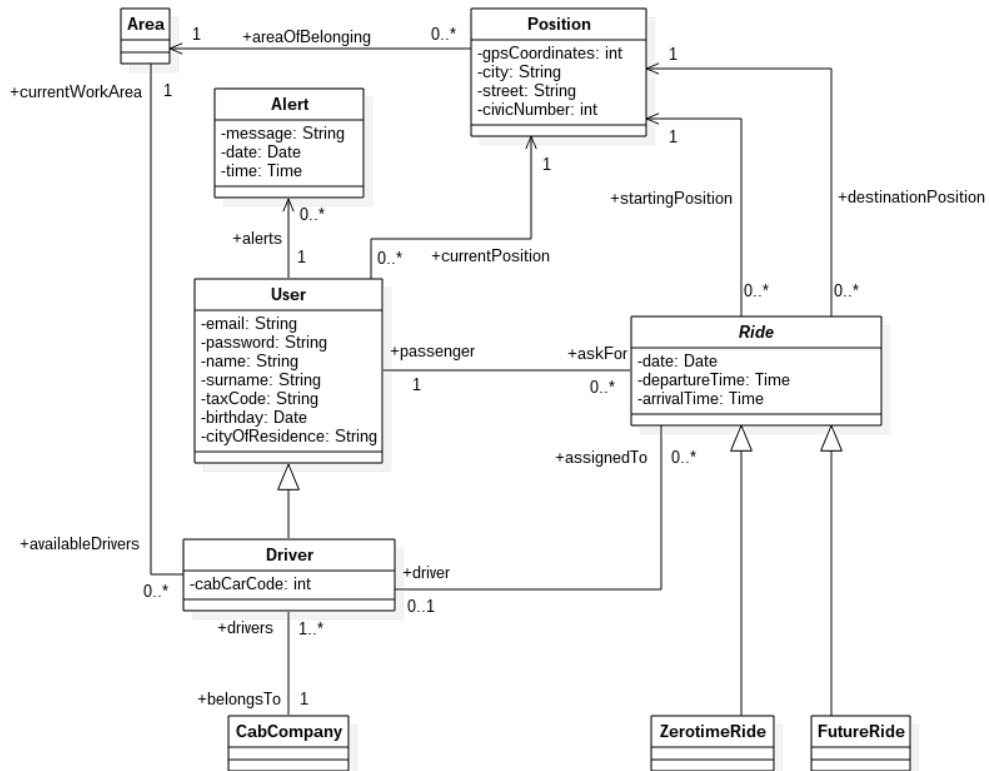 Area
1
+areaOfBelonging
0..*
Position
-gpsCoordinates: int
-city: String
-street: String
-civicNumber: int
1
1
1
+currentWorkArea
1
Alert
-message: String
-date: Date
-time: Time
0..*
+alerts
1
0..*
+currentPosition
+startingPosition
+destinationPosition
0..*
0..*
User
-email: String
-password: String
-name: String
-surname: String
-taxCode: String
-birthday: Date
-cityOfResidence: String
+passenger
1
+askFor
0..*
Ride
-date: Date
-departureTime: Time
-arrivalTime: Time
+assignedTo
0..*
+availableDrivers
0..*
Driver
-cabCarCode: int
+driver
0..1
+drivers
1..*
+belongsTo
1
CabCompany
ZerotimeRide
FutureRide